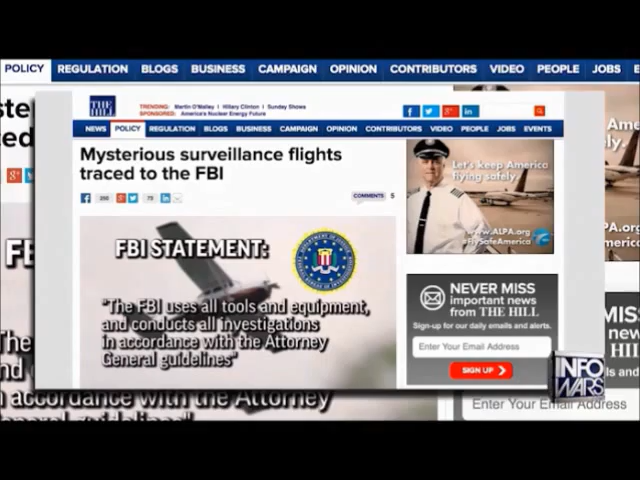 POLICY REGULATION BLOGS BUSINESS CAMPAIGN OPINION CONTRIBUTORS VIDEO PEOPLE JOBS
THE HILL
TRENDING: Martin O'Malley | Hillary Clinton | Sunday Shows
SPONSORED: America's Nuclear Energy Future
NEWS POLICY REGULATION BLOGS BUSINESS CAMPAIGN OPINION CONTRIBUTORS VIDEO PEOPLE JOBS EVENTS
Mysterious surveillance flights
traced to the FBI
COMMENTS 5
Let's keep America
flying safely.
www.ALPA.org
#FlySafeAmerica
FBI STATEMENT:
"The FBI uses all tools and equipment,
and conducts all investigations
in accordance with the Attorney
General guidelines"
NEVER MISS
important news
from THE HILL
Sign-up for our daily emails and alerts.
Enter Your Email Address
SIGN UP
INFO
WARS
n accordance with the Attorney
Enter Your Email Address